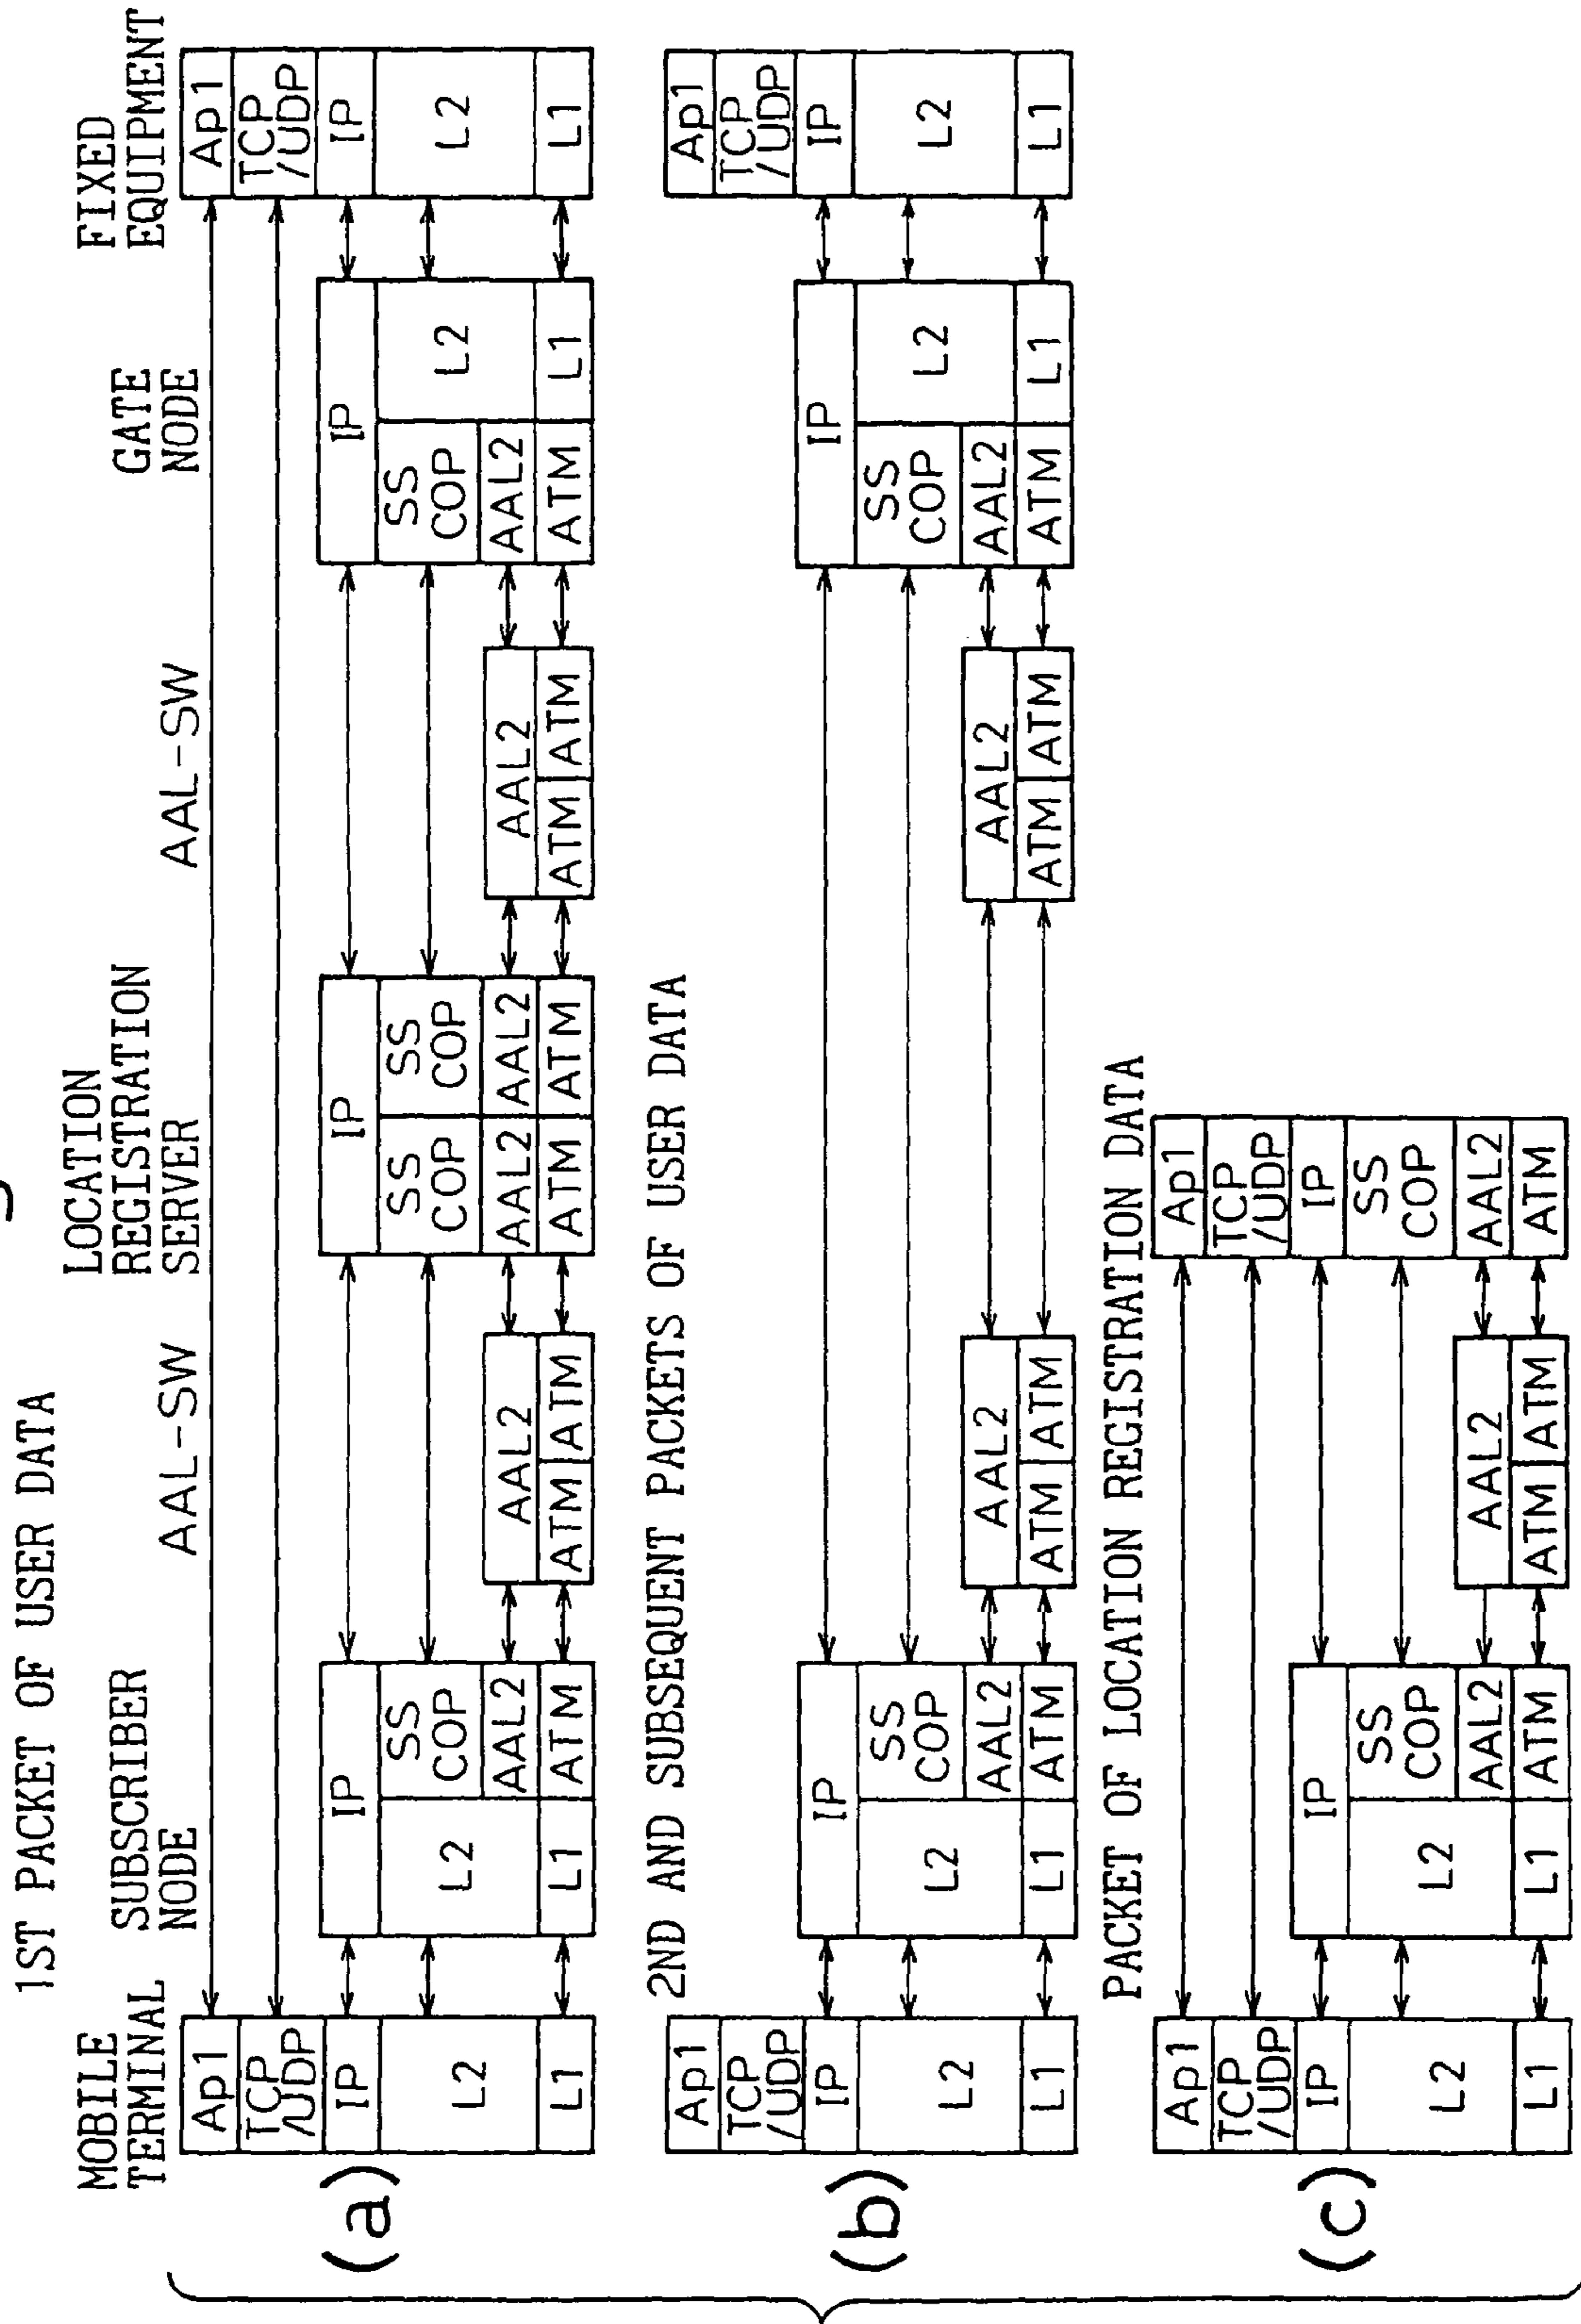 1ST PACKET OF USER DATA
MOBILE TERMINAL
SUBSCRIBER NODE
AAL-SW
LOCATION REGISTRATION SERVER
AAL-SW
GATE NODE
FIXED EQUIPMENT
(a)
Ap1
TCP /UDP
IP
L2
L1
IP
L2
SS COP
AAL2
L1
ATM
AAL2
ATM
ATM
IP
SS COP
SS COP
AAL2
AAL2
ATM
ATM
AAL2
ATM
ATM
IP
SS COP
L2
AAL2
ATM
L1
Ap1
TCP /UDP
IP
L2
L1
2ND AND SUBSEQUENT PACKETS OF USER DATA
(b)
Ap1
TCP /UDP
IP
L2
L1
IP
L2
SS COP
AAL2
L1
ATM
AAL2
ATM
ATM
AAL2
ATM
ATM
IP
SS COP
L2
AAL2
ATM
L1
Ap1
TCP /UDP
IP
L2
L1
PACKET OF LOCATION REGISTRATION DATA
(c)
Ap1
TCP /UDP
IP
L2
L1
IP
L2
SS COP
AAL2
L1
ATM
AAL2
ATM
ATM
Ap1
TCP /UDP
IP
SS COP
AAL2
ATM